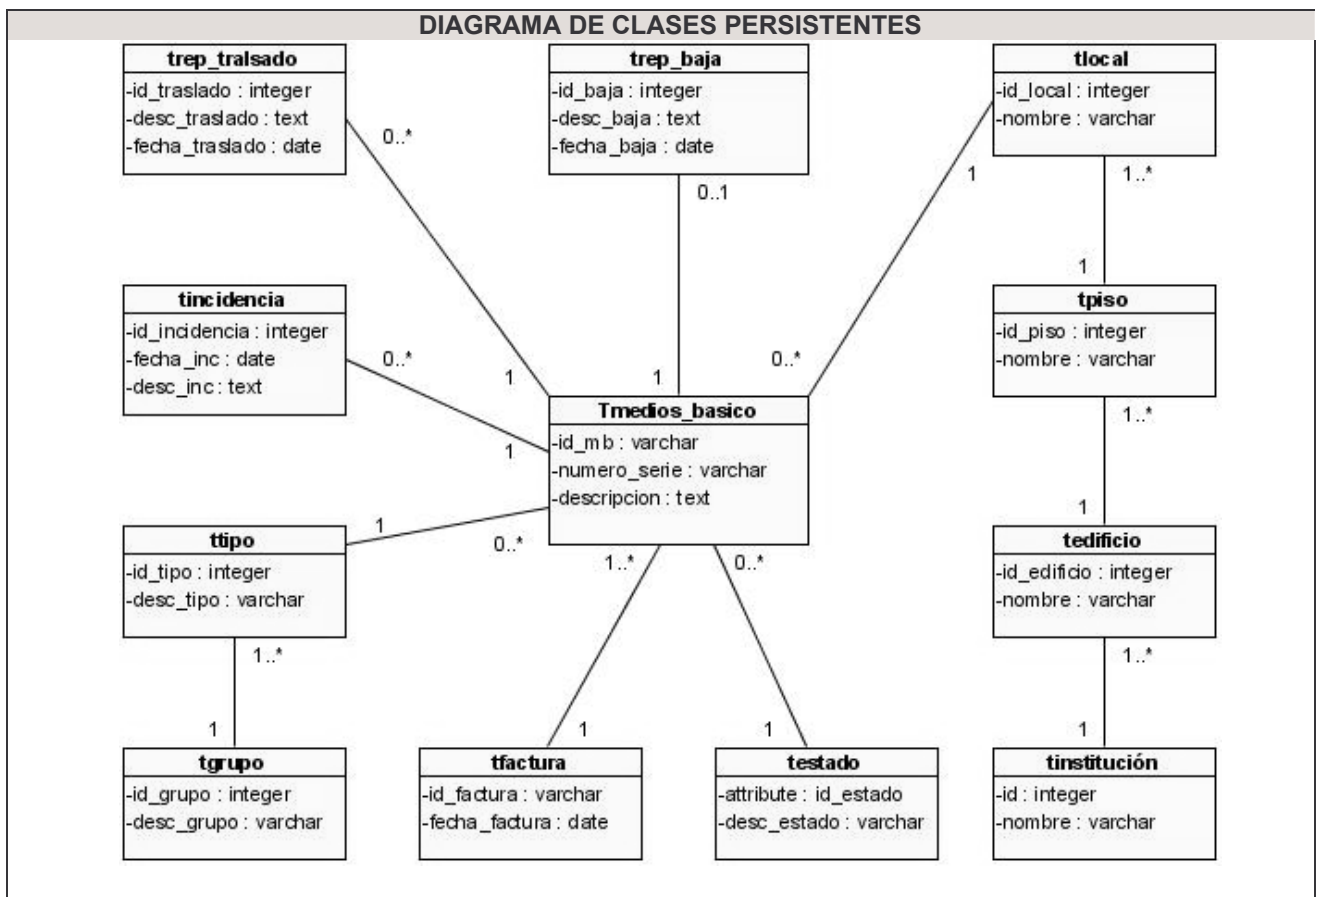 DIAGRAMA DE CLASES PERSISTENTES
trep_tralsado
-id_traslado : integer
-desc_traslado : text
-fecha_traslado : date
trep_baja
-id_baja : integer
-desc_baja : text
-fecha_baja : date
tlocal
-id_local : integer
-nombre : varchar
0..*
0..1
1
1..*
1
tincidencia
-id_incidencia : integer
-fecha_inc : date
-desc_inc : text
tpiso
-id_piso : integer
-nombre : varchar
0..*
1
1
0..*
1
1..*
Tmedios_basico
-id_mb : varchar
-numero_serie : varchar
-descripcion : text
1
ttipo
-id_tipo : integer
-desc_tipo : varchar
1
0..*
1..*
0..*
tedificio
-id_edificio : integer
-nombre : varchar
1..*
1..*
1
1
1
1
tgrupo
-id_grupo : integer
-desc_grupo : varchar
tfactura
-id_factura : varchar
-fecha_factura : date
testado
-attribute : id_estado
-desc_estado : varchar
tinstitución
-id : integer
-nombre : varchar